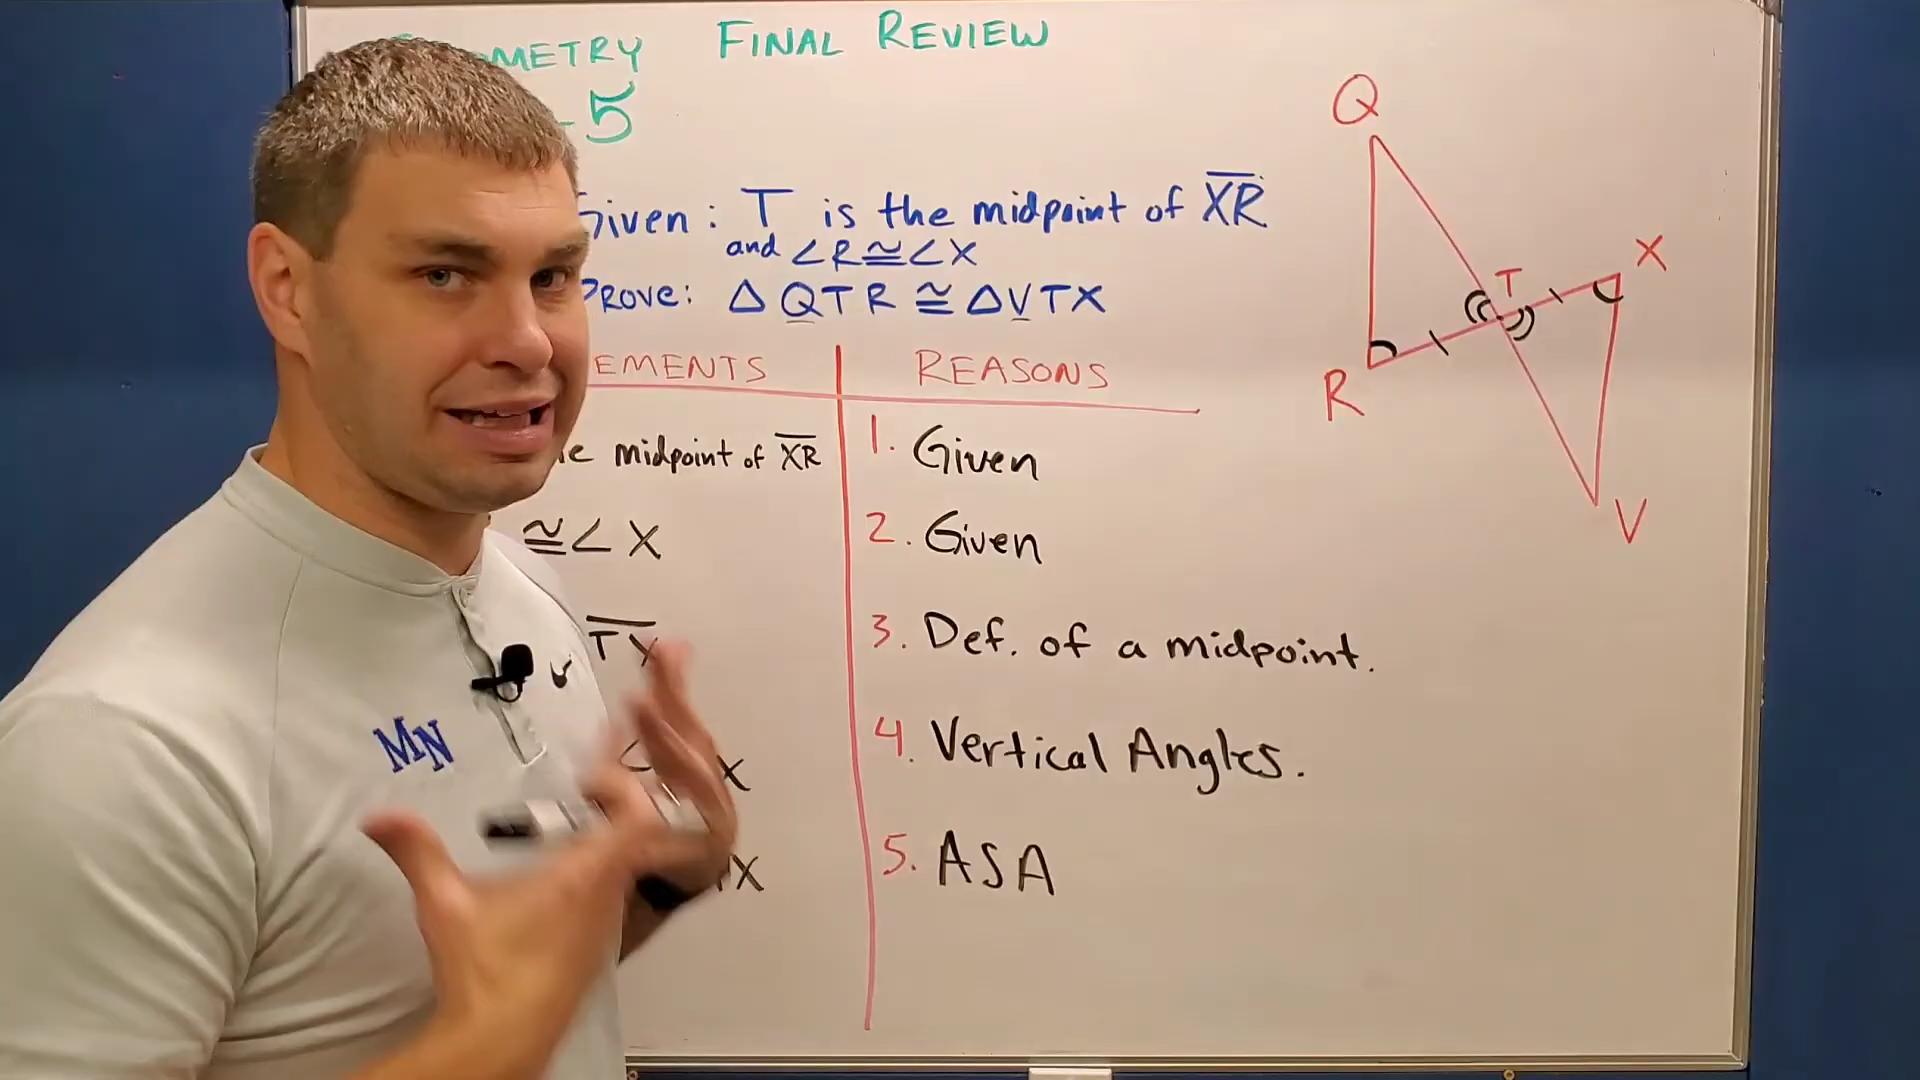 METRY FINAL REVIEW
-5
Given: T is the midpoint of XR
and ∠R≅∠X
Prove: △QTR ≅ △VTX
EMENTS REASONS
midpoint of XR
1. Given
≅∠X
2. Given
3. Def. of a midpoint.
X
4. Vertical Angles.
X
5. ASA
Q
T
X
R
V
MN